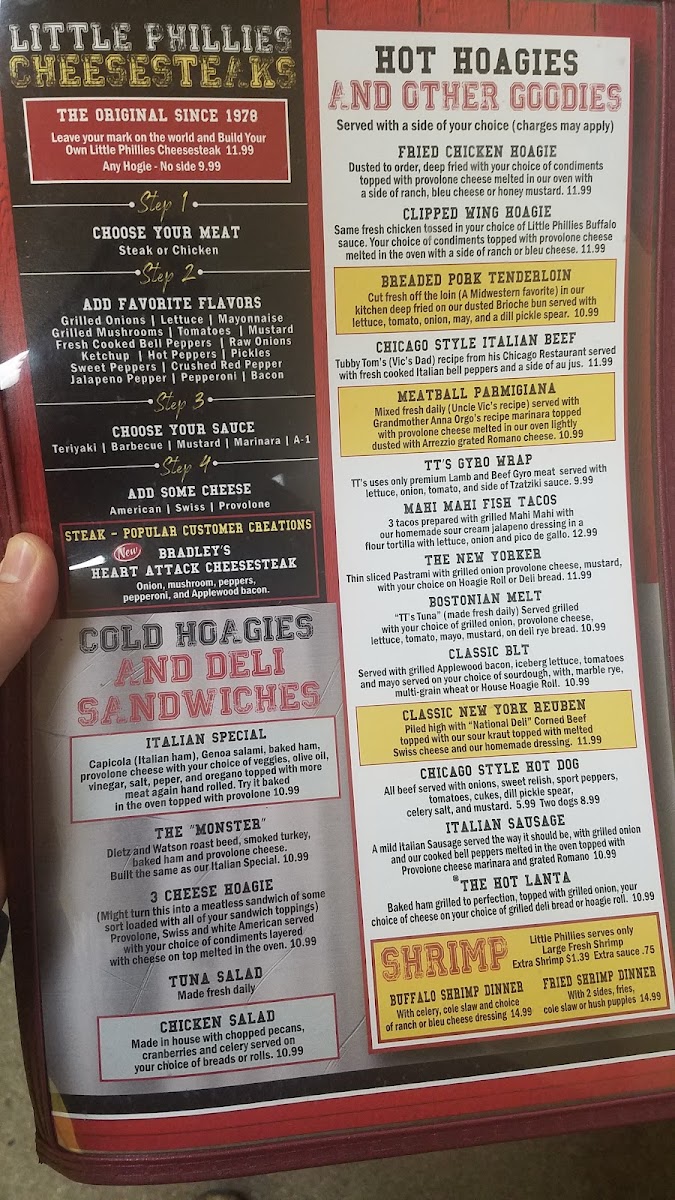 LITTLE PHILLIES
CHEESESTEAKS
THE ORIGINAL SINCE 1978
Leave your mark on the world and Build Your
Own Little Phillies Cheesesteak 11.99
Any Hogie - No side 9.99
Step 1
CHOOSE YOUR MEAT
Steak or Chicken
Step 2
ADD FAVORITE FLAVORS
Grilled Onions | Lettuce | Mayonnaise
Grilled Mushrooms | Tomatoes | Mustard
Fresh Cooked Bell Peppers | Raw Onions
Ketchup | Hot Peppers | Pickles
Sweet Peppers | Crushed Red Pepper
Jalapeno Pepper | Pepperoni | Bacon
Step 3
CHOOSE YOUR SAUCE
Teriyaki | Barbecue | Mustard | Marinara | A-1
Step 4
ADD SOME CHEESE
American | Swiss | Provolone
STEAK - POPULAR CUSTOMER CREATIONS
New BRADLEY'S
HEART ATTACK CHEESESTEAK
Onion, mushroom, peppers,
pepperoni, and Applewood bacon.
COLD HOAGIES
AND DELI
SANDWICHES
ITALIAN SPECIAL
Capicola (Italian ham), Genoa salami, baked ham,
provolone cheese with your choice of veggies, olive oil,
vinegar, salt, peper, and oregano topped with more
meat again hand rolled. Try it baked
in the oven topped with provolone 10.99
THE "MONSTER"
Dietz and Watson roast beed, smoked turkey,
baked ham and provolone cheese.
Built the same as our Italian Special. 10.99
3 CHEESE HOAGIE
(Might turn this into a meatless sandwich of some
sort loaded with all of your sandwich toppings)
Provolone, Swiss and white American served
with your choice of condiments layered
with cheese on top melted in the oven. 10.99
TUNA SALAD
Made fresh daily
CHICKEN SALAD
Made in house with chopped pecans,
cranberries and celery served on
your choice of breads or rolls. 10.99
HOT HOAGIES
AND OTHER GOODIES
Served with a side of your choice (charges may apply)
FRIED CHICKEN HOAGIE
Dusted to order, deep fried with your choice of condiments
topped with provolone cheese melted in our oven with
a side of ranch, bleu cheese or honey mustard. 11.99
CLIPPED WING HOAGIE
Same fresh chicken tossed in your choice of Little Phillies Buffalo
sauce. Your choice of condiments topped with provolone cheese
melted in the oven with a side of ranch or bleu cheese. 11.99
BREADED PORK TENDERLOIN
Cut fresh off the loin (A Midwestern favorite) in our
kitchen deep fried on our dusted Brioche bun served with
lettuce, tomato, onion, may, and a dill pickle spear. 10.99
CHICAGO STYLE ITALIAN BEEF
Tubby Tom's (Vic's Dad) recipe from his Chicago Restaurant served
with fresh cooked Italian bell peppers and a side of au jus. 11.99
MEATBALL PARMIGIANA
Mixed fresh daily (Uncle Vic's recipe) served with
Grandmother Anna Orgo's recipe marinara topped
with provolone cheese melted in our oven lightly
dusted with Arrezzio grated Romano cheese. 10.99
TT'S GYRO WRAP
TT's uses only premium Lamb and Beef Gyro meat served with
lettuce, onion, tomato, and side of Tzatziki sauce. 9.99
MAHI MAHI FISH TACOS
3 tacos prepared with grilled Mahi Mahi with
our homemade sour cream jalapeno dressing in a
flour tortilla with lettuce, onion and pico de gallo. 12.99
THE NEW YORKER
Thin sliced Pastrami with grilled onion provolone cheese, mustard,
with your choice on Hoagie Roll or Deli bread. 11.99
BOSTONIAN MELT
"TT's Tuna" (made fresh daily) Served grilled
with your choice of grilled onion, provolone cheese,
lettuce, tomato, mayo, mustard, on deli rye bread. 10.99
CLASSIC BLT
Served with grilled Applewood bacon, iceberg lettuce, tomatoes
and mayo served on your choice of sourdough, with, marble rye,
multi-grain wheat or House Hoagie Roll. 10.99
CLASSIC NEW YORK REUBEN
Piled high with "National Deli" Corned Beef
topped with our sour kraut topped with melted
Swiss cheese and our homemade dressing. 11.99
CHICAGO STYLE HOT DOG
All beef served with onions, sweet relish, sport peppers,
tomatoes, cukes, dill pickle spear,
celery salt, and mustard. 5.99 Two dogs 8.99
ITALIAN SAUSAGE
A mild Italian Sausage served the way it should be, with grilled onion
and our cooked bell peppers melted in the oven topped with
Provolone cheese marinara and grated Romano 10.99
"THE HOT LANTA
Baked ham grilled to perfection, topped with grilled onion, your
choice of cheese on your choice of grilled deli bread or hoagie roll. 10.99
SHRIMP
Little Phillies serves only
Large Fresh Shrimp
Extra Shrimp $1.39 Extra sauce .75
BUFFALO SHRIMP DINNER
With celery, cole slaw and choice
of ranch or bleu cheese dressing 14.99
FRIED SHRIMP DINNER
With 2 sides, fries,
cole slaw or hush pupples 14.99